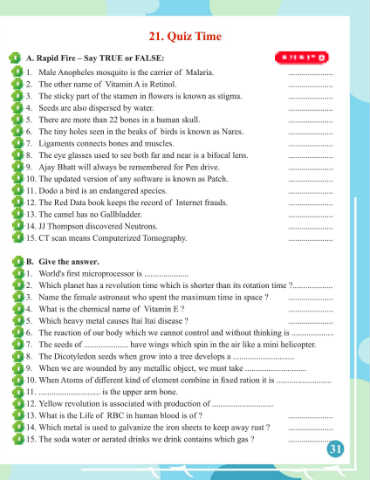 21. Quiz Time
A. Rapid Fire – Say TRUE or FALSE:
1. Male Anopheles mosquito is the carrier of Malaria. ......................
2. The other name of Vitamin A is Retinol. ......................
3. The sticky part of the stamen in flowers is known as stigma. ......................
4. Seeds are also dispersed by water. ......................
5. There are more than 22 bones in a human skull. ......................
6. The tiny holes seen in the beaks of birds is known as Nares. ......................
7. Ligaments connects bones and muscles. ......................
8. The eye glasses used to see both far and near is a bifocal lens. ......................
9. Ajay Bhatt will always be remembered for Pen drive. ......................
10. The updated version of any software is known as Patch. ......................
11. Dodo a bird is an endangered species. ......................
12. The Red Data book keeps the record of Internet frauds. ......................
13. The camel has no Gallbladder. ......................
14. JJ Thompson discovered Neutrons. ......................
15. CT scan means Computerized Tomography. ......................
B. Give the answer.
1. World's first microprocessor is ......................
2. Which planet has a revolution time which is shorter than its rotation time ?....................
3. Name the female astronaut who spent the maximum time in space ? ......................
4. What is the chemical name of Vitamin E ? ......................
5. Which heavy metal causes Itai Itai disease ? ......................
6. The reaction of our body which we cannot control and without thinking is ....................
7. The seeds of ...................... have wings which spin in the air like a mini helicopter.
8. The Dicotyledon seeds when grow into a tree develops a ..............................
9. When we are wounded by any metallic object, we must take ..............................
10. When Atoms of different kind of element combine in fixed ration it is ..........................
11. .............................. is the upper arm bone.
12. Yellow revolution is associated with production of ..............................
13. What is the Life of RBC in human blood is of ? ......................
14. Which metal is used to galvanize the iron sheets to keep away rust ? ......................
15. The soda water or aerated drinks we drink contains which gas ? ......................
31